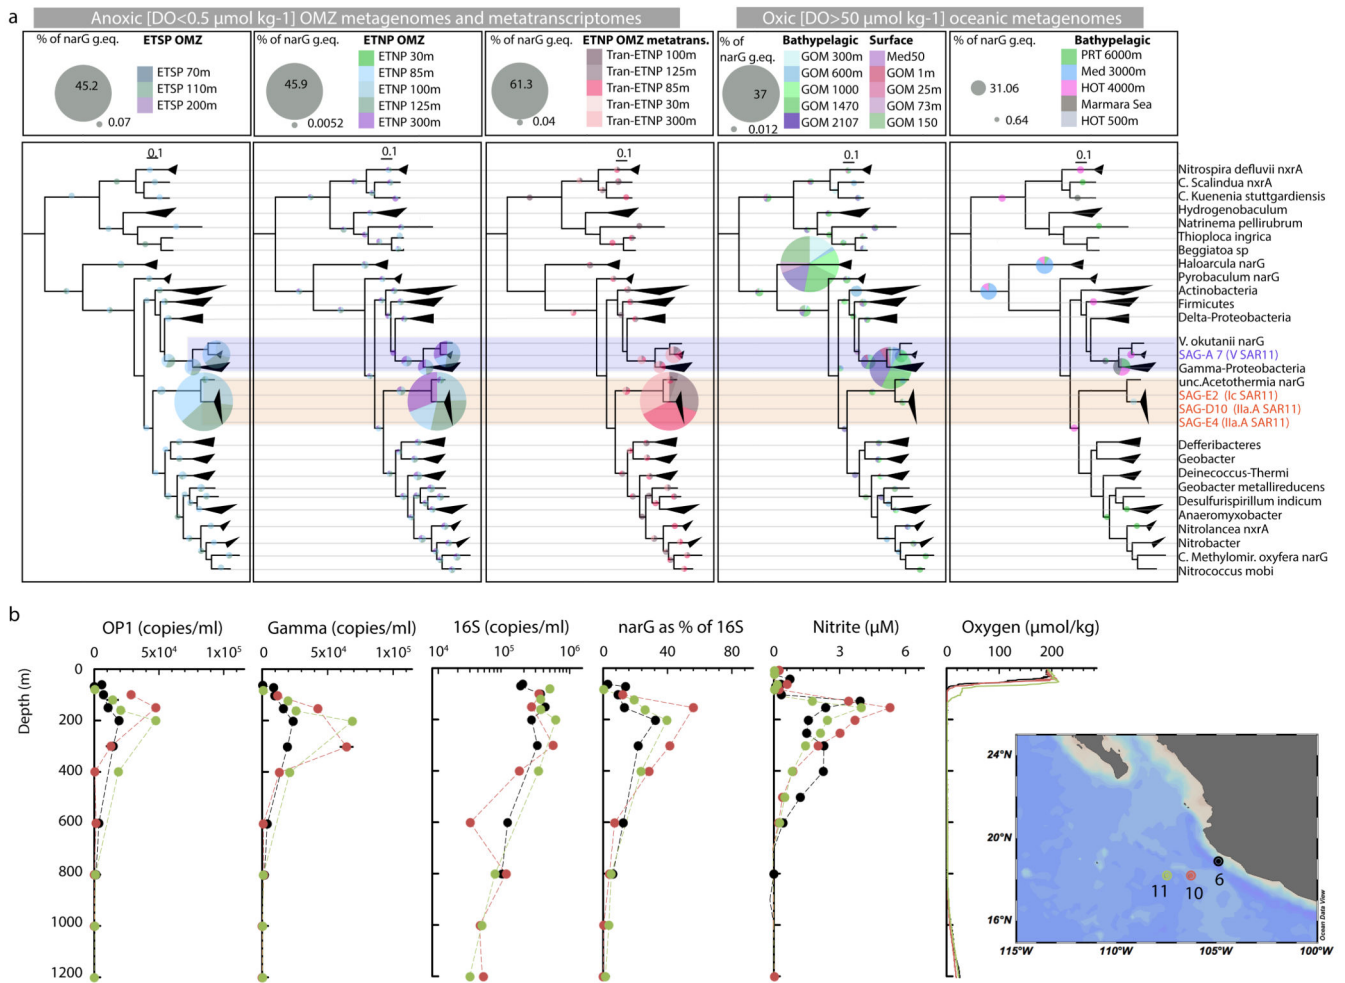 a
Anoxic [DO<0.5 µmol kg-1] OMZ metagenomes and metatranscriptomes
Oxic [DO>50 µmol kg-1] oceanic metagenomes
% of narG g.eq.
ETSP OMZ
45.2
0.07
ETSP 70m
ETSP 110m
ETSP 200m
% of narG g.eq.
ETNP OMZ
45.9
0.0052
ETNP 30m
ETNP 85m
ETNP 100m
ETNP 125m
ETNP 300m
% of narG g.eq.
ETNP OMZ metatrans.
61.3
0.04
Tran-ETNP 100m
Tran-ETNP 125m
Tran-ETNP 85m
Tran-ETNP 30m
Tran-ETNP 300m
% of
narG g.eq.
37
0.012
Bathypelagic
GOM 300m
GOM 600m
GOM 1000
GOM 1470
GOM 2107
Surface
Med50
GOM 1m
GOM 25m
GOM 73m
GOM 150
% of narG g.eq.
31.06
0.64
Bathypelagic
PRT 6000m
Med 3000m
HOT 4000m
Marmara Sea
HOT 500m
0.1
0.1
0.1
0.1
0.1
Nitrospira defluvii nxrA
C. Scalindua nxrA
C. Kuenenia stuttgardiensis
Hydrogenobaculum
Natrinema pellirubrum
Thioploca ingrica
Beggiatoa sp
Haloarcula narG
Pyrobaculum narG
Actinobacteria
Firmicutes
Delta-Proteobacteria
V. okutanii narG
SAG-A 7 (V SAR11)
Gamma-Proteobacteria
unc.Acetothermia narG
SAG-E2 (Ic SAR11)
SAG-D10 (IIa.A SAR11)
SAG-E4 (IIa.A SAR11)
Defferibacteres
Geobacter
Deinecoccus-Thermi
Geobacter metallireducens
Desulfurispirillum indicum
Anaeromyxobacter
Nitrolancea nxrA
Nitrobacter
C. Methylomir. oxyfera narG
Nitrococcus mobi
b
OP1 (copies/ml)
Gamma (copies/ml)
16S (copies/ml)
narG as % of 16S
Nitrite (µM)
Oxygen (µmol/kg)
0 5x10⁴ 1x10⁵
0 5x10⁴ 1x10⁵
10⁴ 10⁵ 10⁶
0 40 80
0 3 6
0 100 200
Depth (m)
0
200
400
600
800
1000
1200
24°N
20°N
16°N
11
10
6
115°W
110°W
105°W
100°W
Ocean Data View